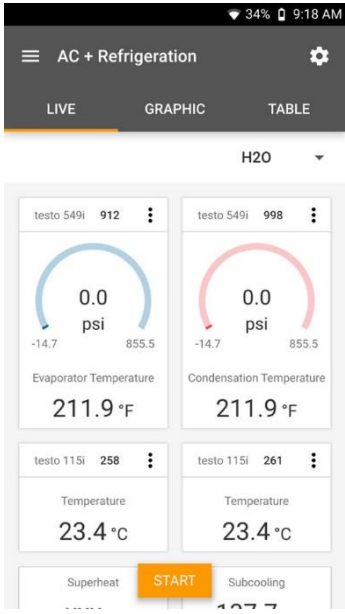 34% 9:18 AM
AC + Refrigeration
LIVE GRAPHIC TABLE
H2O
testo 549i 912 testo 549i 998
0.0 0.0
psi psi
-14.7 855.5 -14.7 855.5
Evaporator Temperature Condensation Temperature
211.9 °F 211.9 °F
testo 115i 258 testo 115i 261
Temperature Temperature
23.4 °C 23.4 °C
Superheat START Subcooling